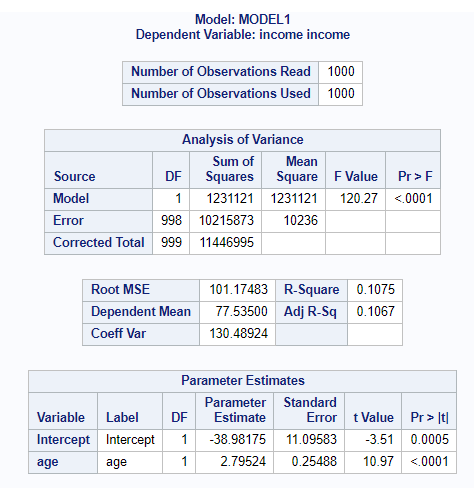 Model: MODEL1
Dependent Variable: income income
Number of Observations Read 1000
Number of Observations Used 1000
Analysis of Variance
Source DF Sum of Squares Mean Square F Value Pr > F
Model 1 1231121 1231121 120.27 <.0001
Error 998 10215873 10236
Corrected Total 999 11446995
Root MSE 101.17483 R-Square 0.1075
Dependent Mean 77.53500 Adj R-Sq 0.1067
Coeff Var 130.48924
Parameter Estimates
Variable Label DF Parameter Estimate Standard Error t Value Pr > |t|
Intercept Intercept 1 -38.98175 11.09583 -3.51 0.0005
age age 1 2.79524 0.25488 10.97 <.0001